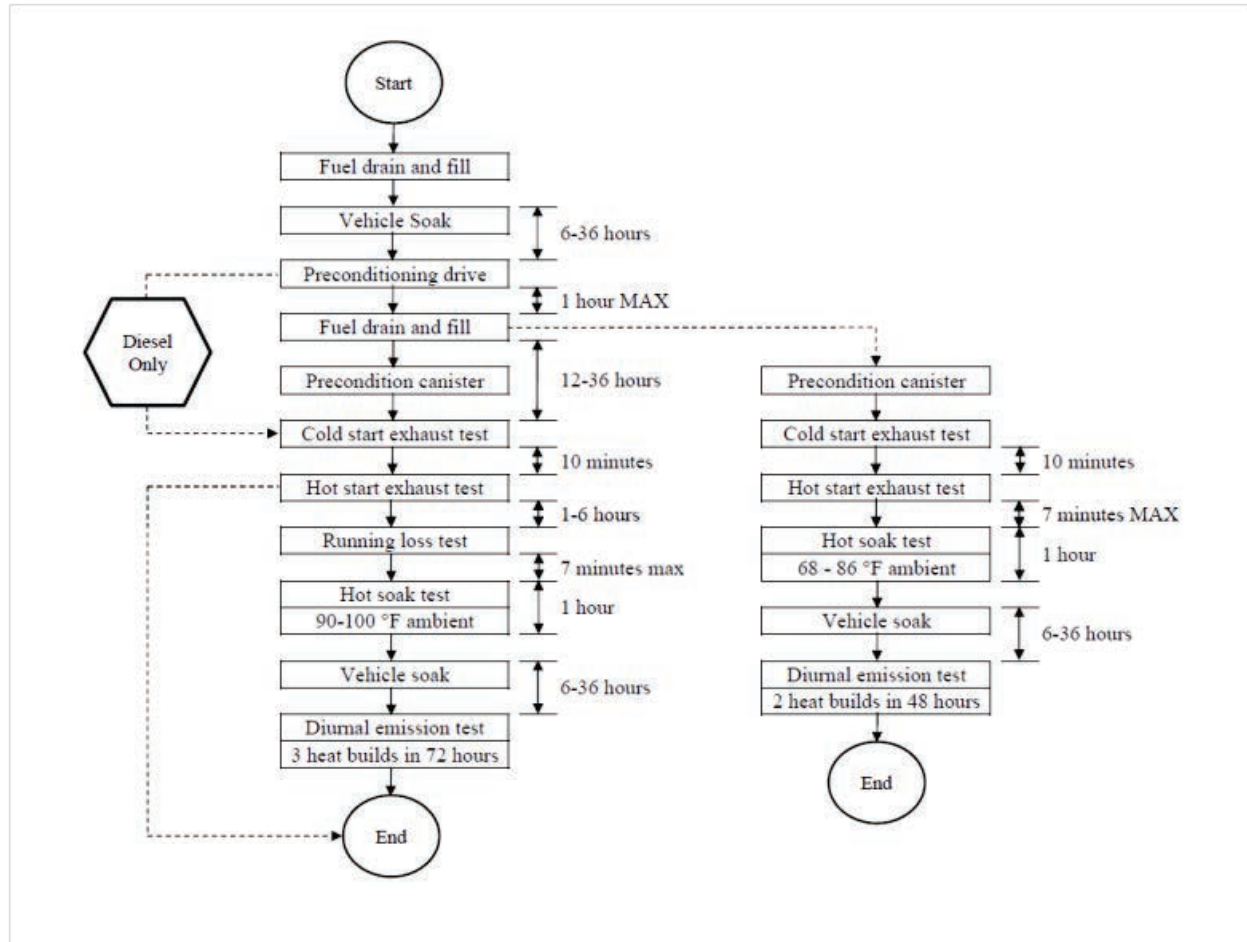 Start
Fuel drain and fill
Vehicle Soak
6-36 hours
Preconditioning drive
1 hour MAX
Fuel drain and fill
Diesel
Only
12-36 hours
Precondition canister
Cold start exhaust test
10 minutes
Hot start exhaust test
1-6 hours
Running loss test
7 minutes max
Hot soak test
90-100 °F ambient
1 hour
Vehicle soak
6-36 hours
Diurnal emission test
3 heat builds in 72 hours
End
Precondition canister
Cold start exhaust test
10 minutes
Hot start exhaust test
7 minutes MAX
Hot soak test
68 - 86 °F ambient
1 hour
Vehicle soak
6-36 hours
Diurnal emission test
2 heat builds in 48 hours
End